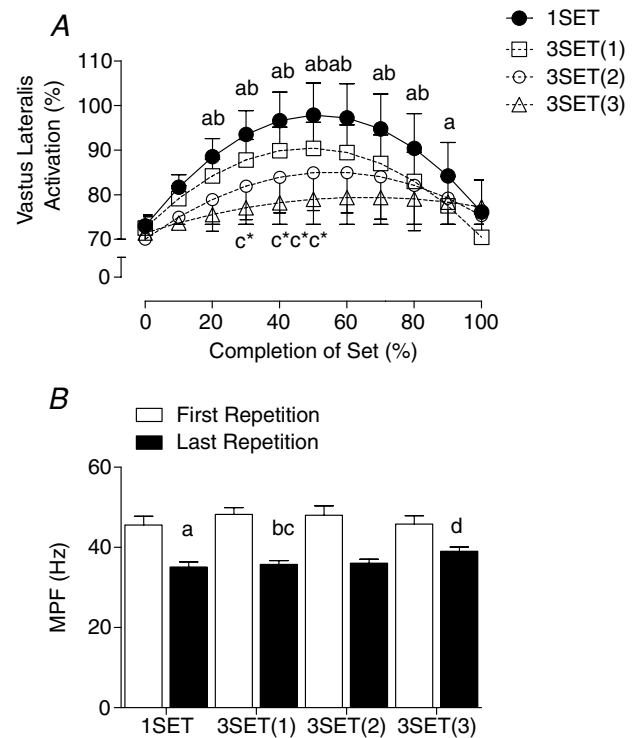 A
1SET
3SET(1)
3SET(2)
3SET(3)
Vastus Lateralis
Activation (%)
110
100
90
80
70
0
ab ab ab abab ab ab a
c* c*c*c*
0 20 40 60 80 100
Completion of Set (%)
B
First Repetition
Last Repetition
MPF (Hz)
60
40
20
0
a bc d
1SET 3SET(1) 3SET(2) 3SET(3)